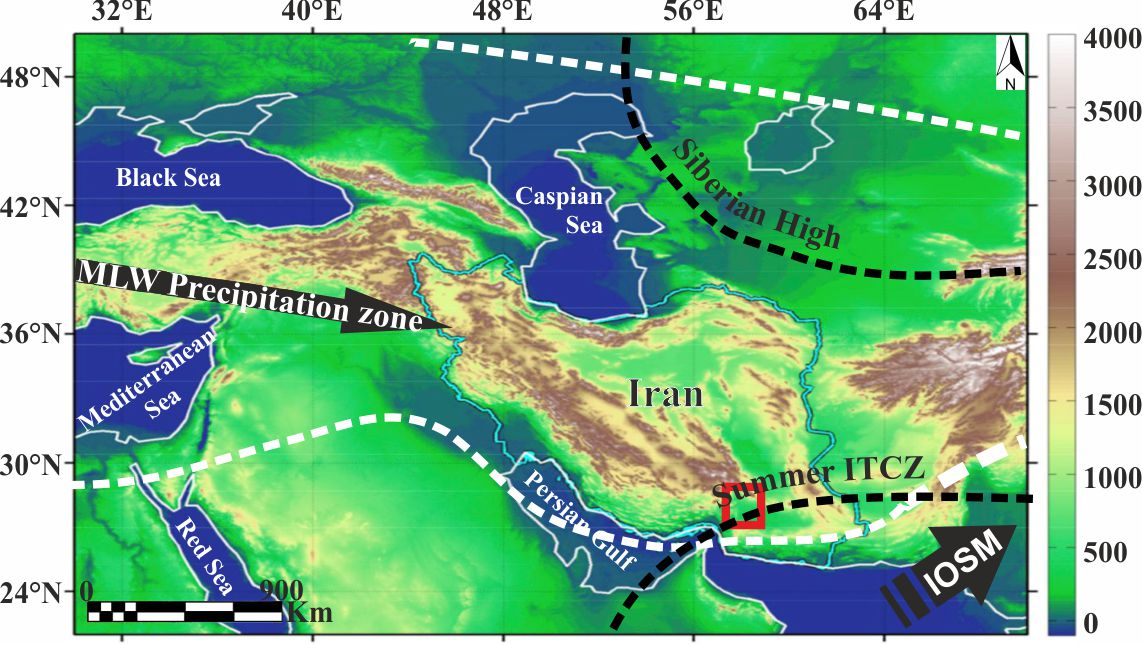 32°E 40°E 48°E 56°E 64°E
48°N
42°N
36°N
30°N
24°N
N
Black Sea
Caspian
Sea
Siberian High
MLW Precipitation zone
Mediterranean
Sea
Iran
Summer ITCZ
Persian Gulf
Red Sea
IOSM
0 900
Km
4000
3500
3000
2500
2000
1500
1000
500
0